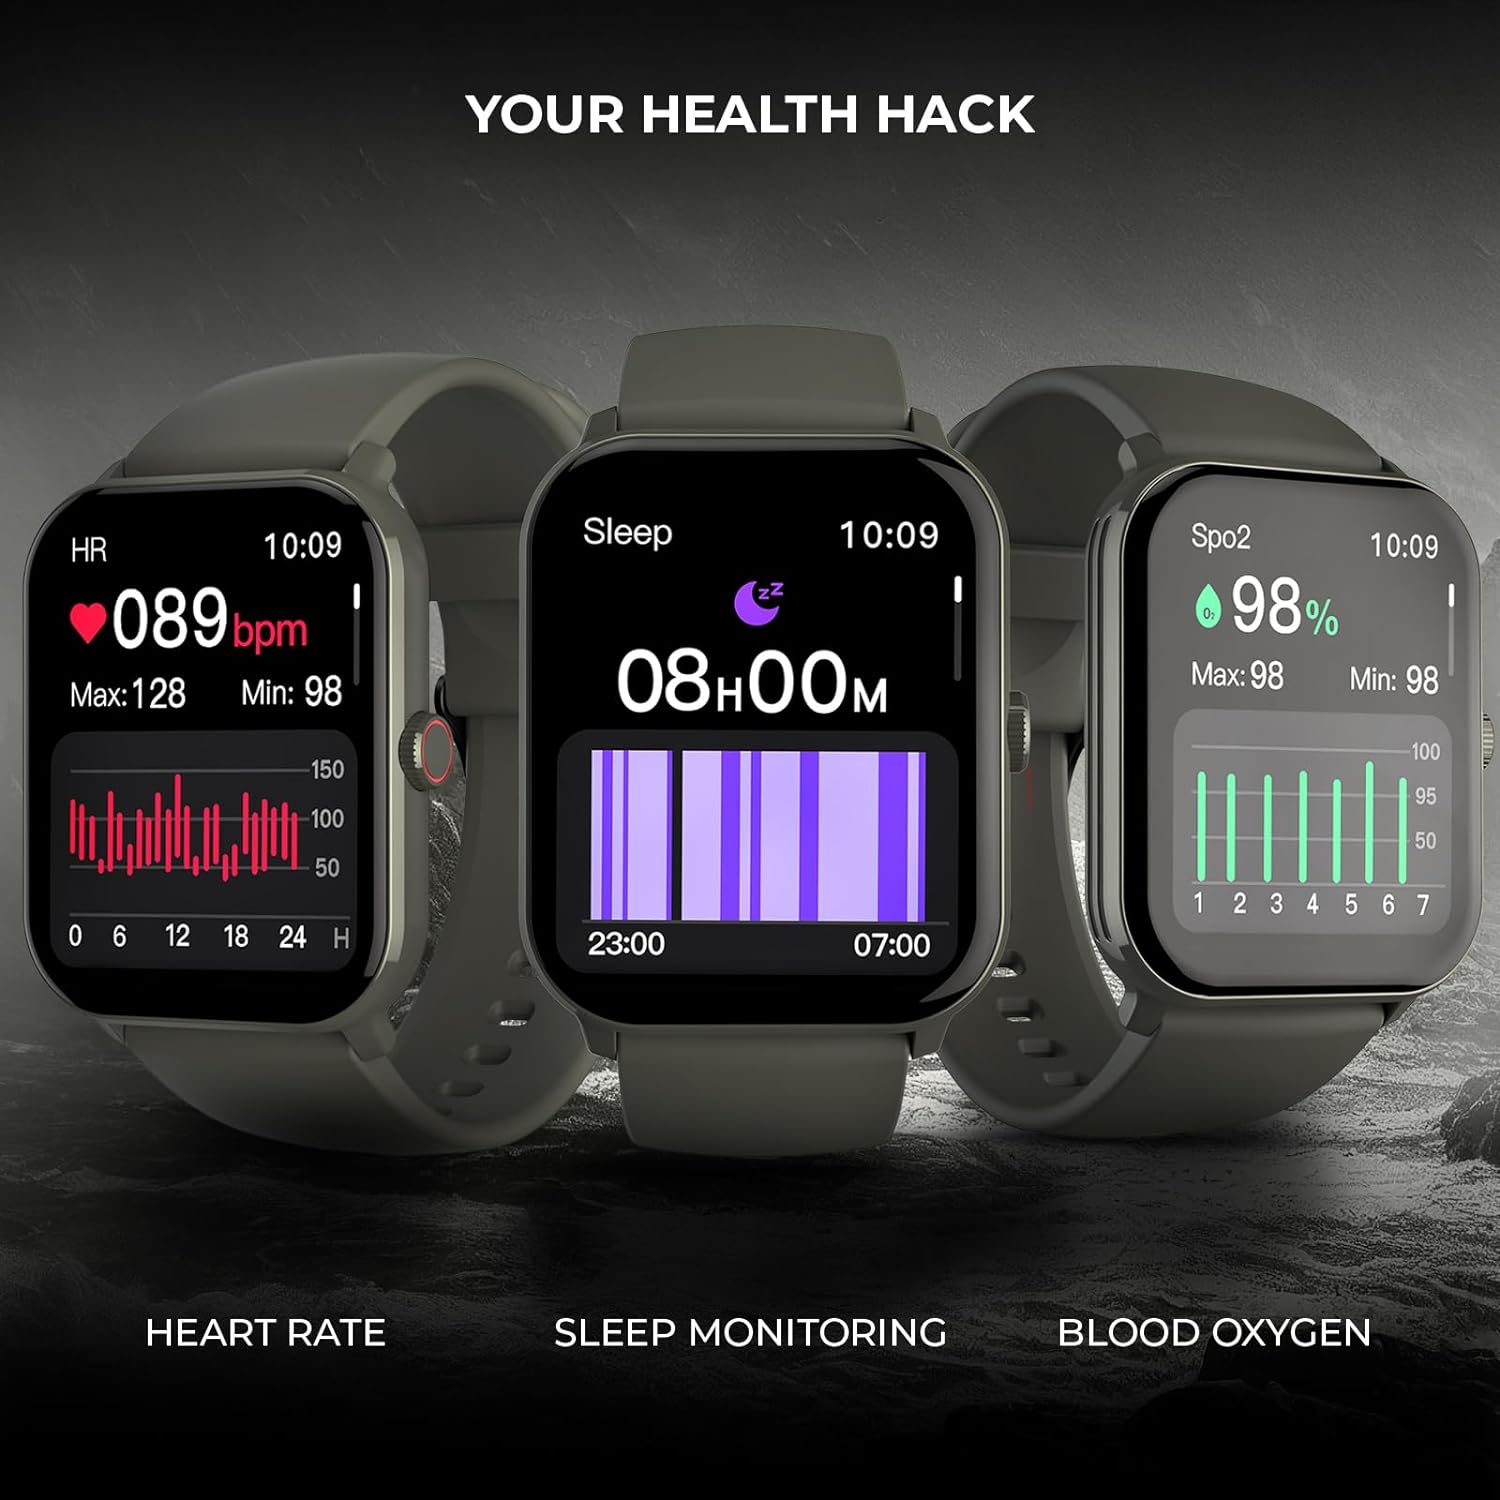 YOUR HEALTH HACK
HR 10:09
089bpm
Max:128 Min: 98
150
100
50
0 6 12 18 24 H
Sleep 10:09
zz
08H00M
23:00 07:00
Spo2 10:09
O2
98%
Max: 98 Min: 98
100
95
50
1 2 3 4 5 6 7
HEART RATE
SLEEP MONITORING
BLOOD OXYGEN